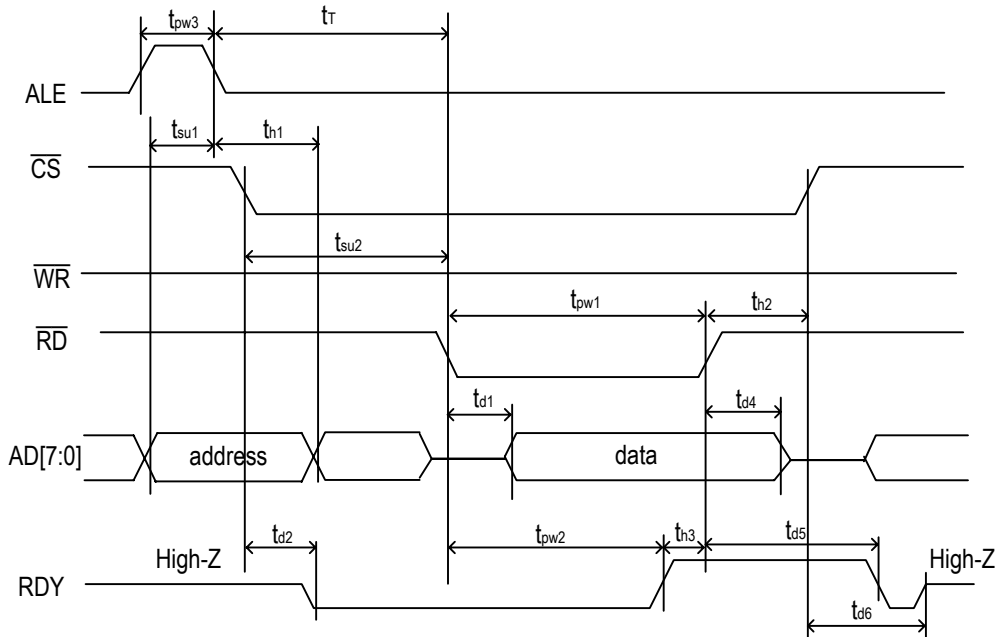 tpw3 tT
ALE
tsu1 th1
CS
tsu2
WR
tpw1 th2
RD
td1 td4
AD[7:0] address data
td2 tpw2 th3 td5
High-Z High-Z
RDY
td6